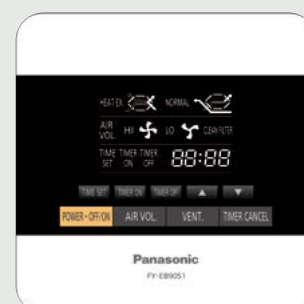 HEAT EX. NORMAL
AIR VOL. HI LO CLEAN FILTER
TIME SET TIMER ON TIMER OFF 88:88
TIME SET TIMER ON TIMER OFF ▲ ▼
POWER • OFF/ON AIR VOL. VENT. TIMER CANCEL
Panasonic
FY-E89051